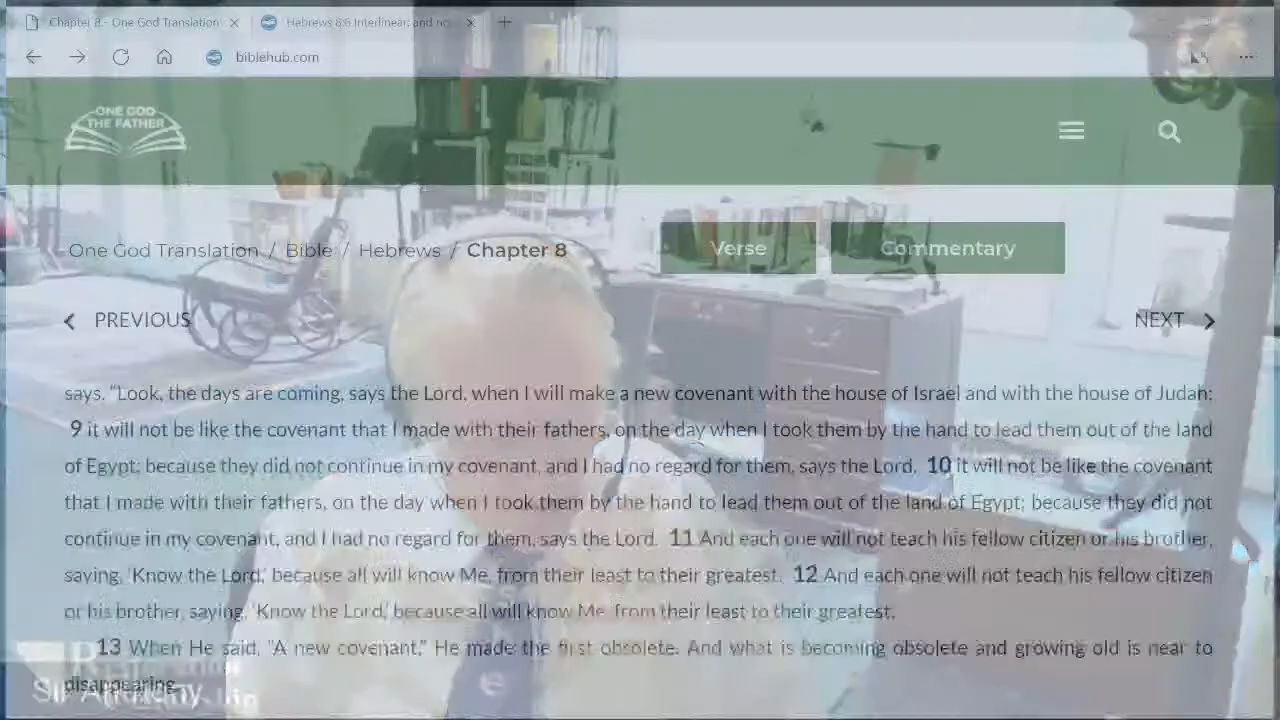 Chapter 8 - One God Translation
Hebrews 8:6 Interlinear: and no
biblehub.com
ONE GOD
THE FATHER
One God Translation / Bible / Hebrews / Chapter 8
Verse
Commentary
PREVIOUS
NEXT
says. “Look, the days are coming, says the Lord, when I will make a new covenant with the house of Israel and with the house of Judah;
9 it will not be like the covenant that I made with their fathers, on the day when I took them by the hand to lead them out of the land
of Egypt; because they did not continue in my covenant, and I had no regard for them, says the Lord. 10 it will not be like the covenant
that I made with their fathers, on the day when I took them by the hand to lead them out of the land of Egypt; because they did not
continue in my covenant, and I had no regard for them, says the Lord. 11 And each one will not teach his fellow citizen or his brother,
saying, ‘Know the Lord,’ because all will know Me, from their least to their greatest. 12 And each one will not teach his fellow citizen
or his brother, saying, ‘Know the Lord,’ because all will know Me, from their least to their greatest.
13 When He said, “A new covenant,” He made the first obsolete. And what is becoming obsolete and growing old is near to
disappearing.
Sir Anthony